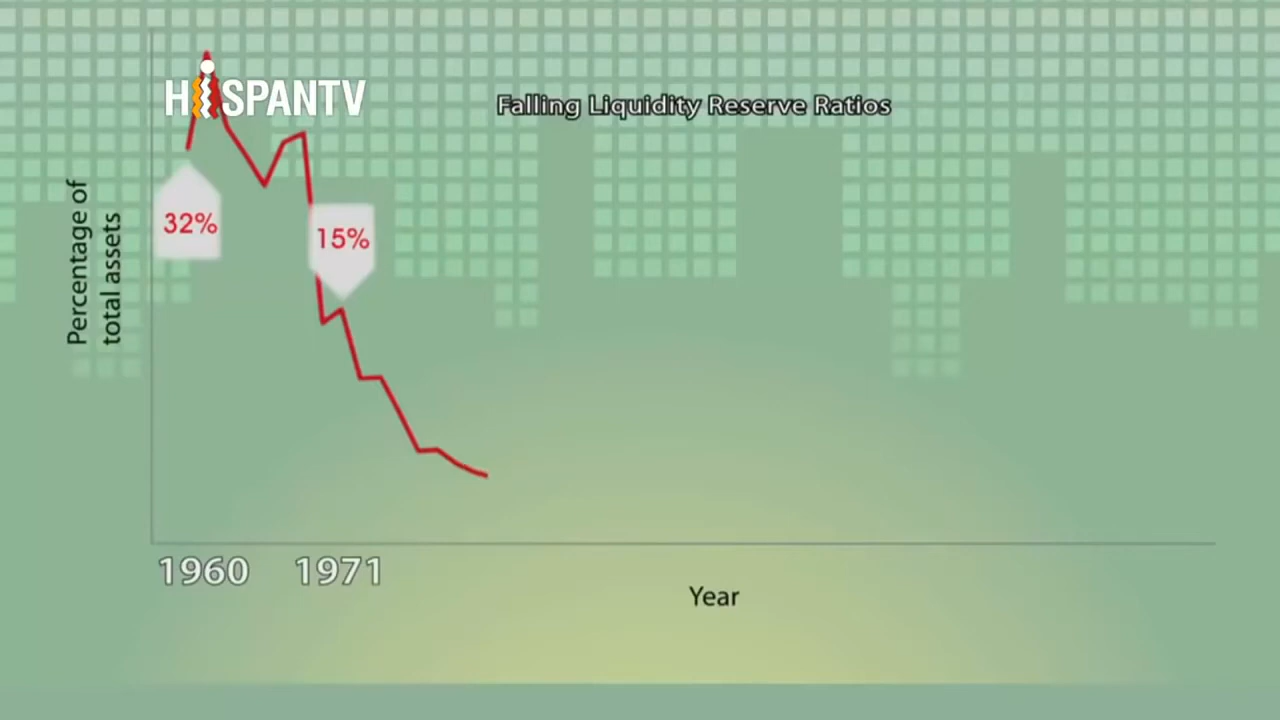 HISPANTV
Falling Liquidity Reserve Ratios
Percentage of
total assets
32%
15%
1960
1971
Year